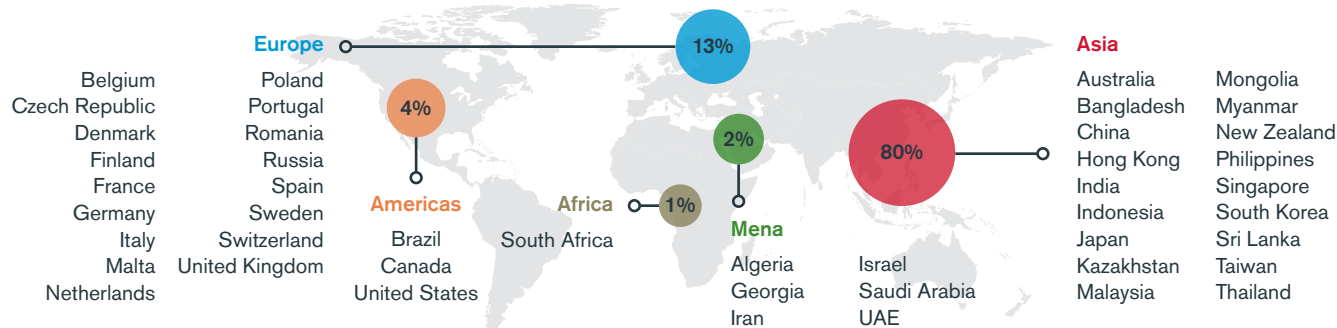 Europe
13%
Belgium
Czech Republic
Denmark
Finland
France
Germany
Italy
Malta
Netherlands
Poland
Portugal
Romania
Russia
Spain
Sweden
Switzerland
United Kingdom
4%
Americas
Brazil
Canada
United States
Africa
1%
South Africa
2%
Mena
Algeria
Georgia
Iran
Israel
Saudi Arabia
UAE
80%
Asia
Australia
Bangladesh
China
Hong Kong
India
Indonesia
Japan
Kazakhstan
Malaysia
Mongolia
Myanmar
New Zealand
Philippines
Singapore
South Korea
Sri Lanka
Taiwan
Thailand